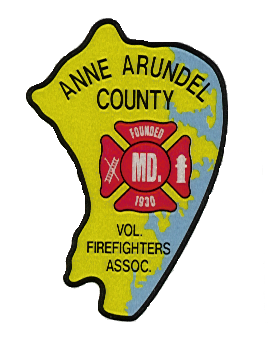 ANNE ARUNDEL
COUNTY
FOUNDED
MD.
1930
VOL.
FIREFIGHTERS
ASSOC.